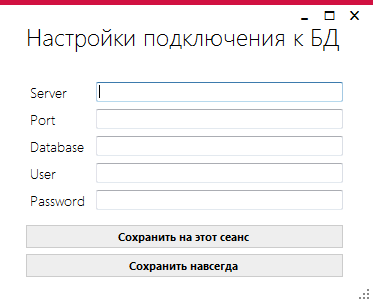 Настройки подключения к БД
Server
Port
Database
User
Password
Сохранить на этот сеанс
Сохранить навсегда